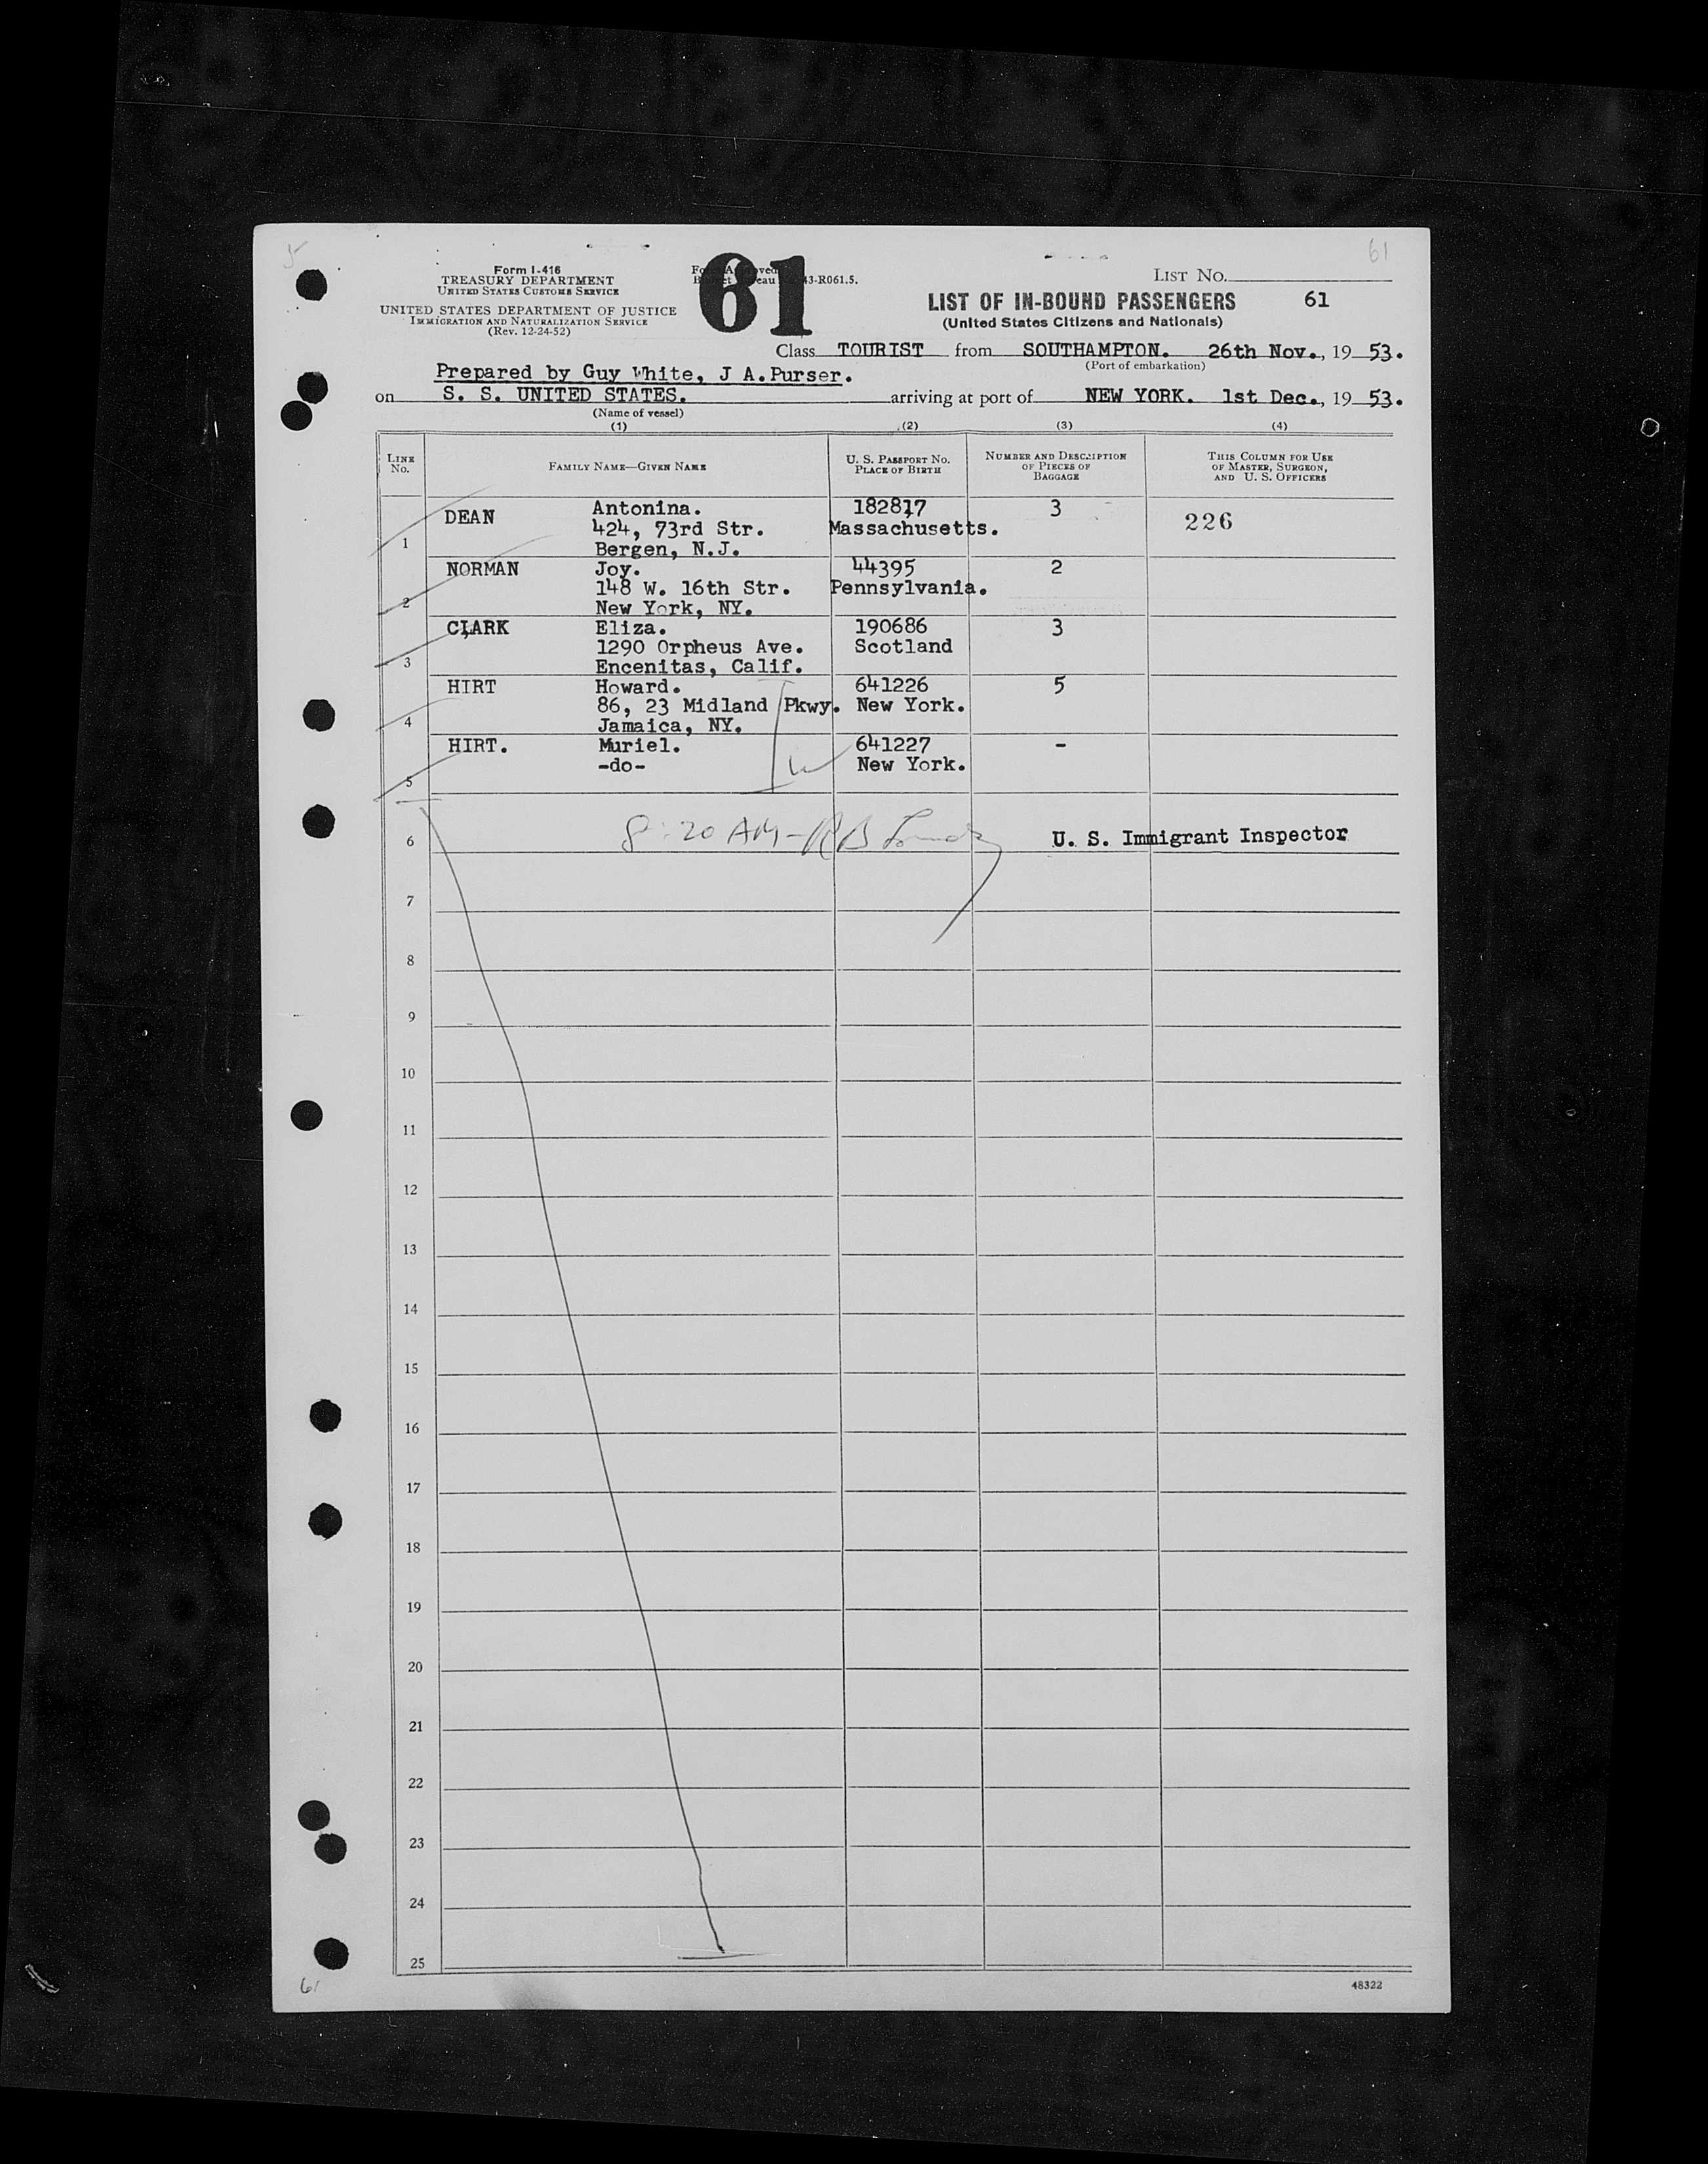 61
Form I-416
TREASURY DEPARTMENT
UNITED STATES CUSTOMS SERVICE
UNITED STATES DEPARTMENT OF JUSTICE
IMMIGRATION AND NATURALIZATION SERVICE
(Rev. 12-24-52)
61
43-R061.5.
LIST NO.
LIST OF IN-BOUND PASSENGERS 61
(United States Citizens and Nationals)
Class TOURIST from SOUTHAMPTON. 26th Nov., 19 53.
(Port of embarkation)
Prepared by Guy White, J A.Purser.
on S. S. UNITED STATES. arriving at port of NEW YORK. 1st Dec., 19 53.
(Name of vessel)
(1) (2) (3) (4)
LINE NO.
FAMILY NAME—GIVEN NAME
U. S. PASSPORT NO.
PLACE OF BIRTH
NUMBER AND DESCRIPTION
OF PIECES OF
BAGGAGE
THIS COLUMN FOR USE
OF MASTER, SURGEON,
AND U. S. OFFICERS
DEAN Antonina. 182817 3 226
424, 73rd Str. Massachusetts.
1 Bergen, N.J.
NORMAN Joy. 44395 2
148 W. 16th Str. Pennsylvania.
2 New York, NY.
CLARK Eliza. 190686 3
1290 Orpheus Ave. Scotland
3 Encenitas, Calif.
HIRT Howard. 641226 5
86, 23 Midland Pkwy. New York.
4 Jamaica, NY.
HIRT. Muriel. 641227 -
-do- New York.
5
6 8:20 AM - U. S. Immigrant Inspector
7
8
9
10
11
12
13
14
15
16
17
18
19
20
21
22
23
24
25
61 48322